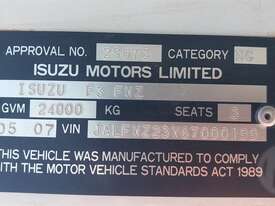 APPROVAL NO. CATEGORY
ISUZU MOTORS LIMITED
ISUZU
GVM 24000 KG SEATS
05 07 VIN
THIS VEHICLE WAS MANUFACTURED TO COMPLY
WITH THE MOTOR VEHICLE STANDARDS ACT 1989